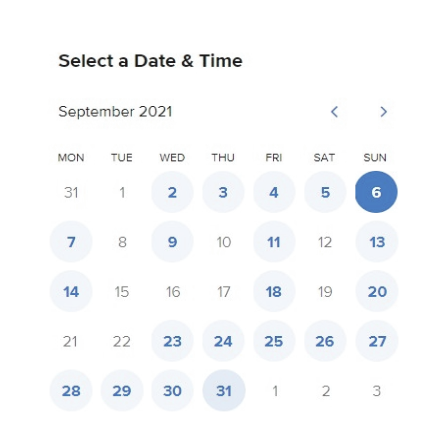 Select a Date & Time
September 2021
MON TUE WED THU FRI SAT SUN
31 1 2 3 4 5 6
7 8 9 10 11 12 13
14 15 16 17 18 19 20
21 22 23 24 25 26 27
28 29 30 31 1 2 3